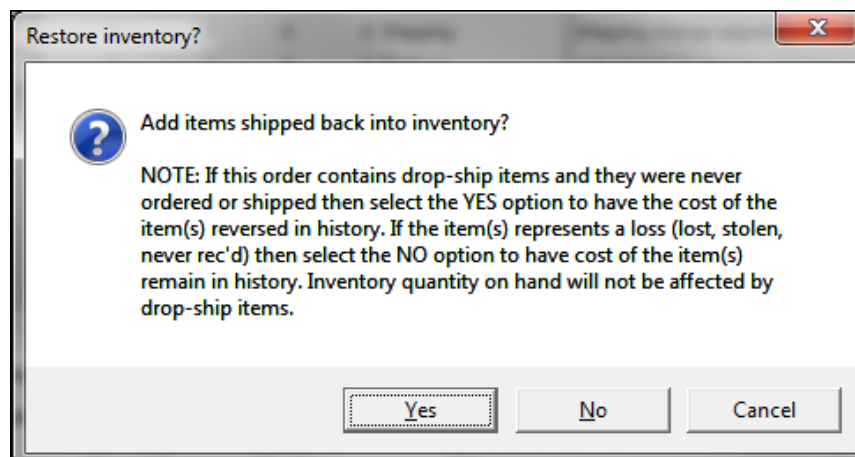 Restore inventory?
Add items shipped back into inventory?
NOTE: If this order contains drop-ship items and they were never
ordered or shipped then select the YES option to have the cost of the
item(s) reversed in history. If the item(s) represents a loss (lost, stolen,
never rec'd) then select the NO option to have cost of the item(s)
remain in history. Inventory quantity on hand will not be affected by
drop-ship items.
Yes No Cancel